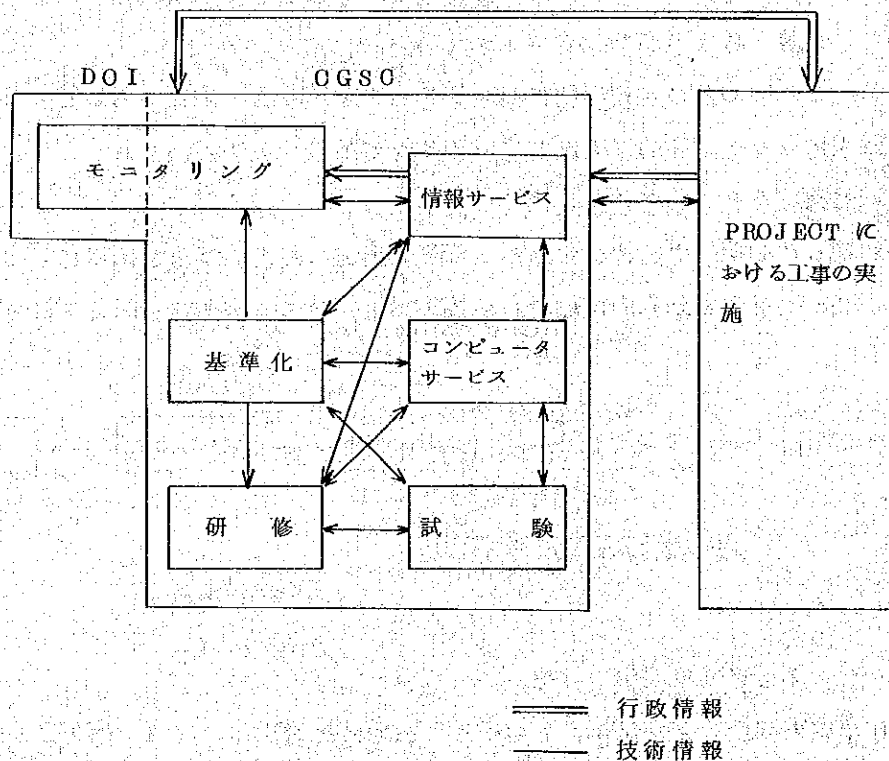 DOI
CGSC
モニタリング
情報サービス
PROJECT に
おける工事の実
施
基準化
コンピュータ
サービス
研 修
試 験
行政情報
技術情報